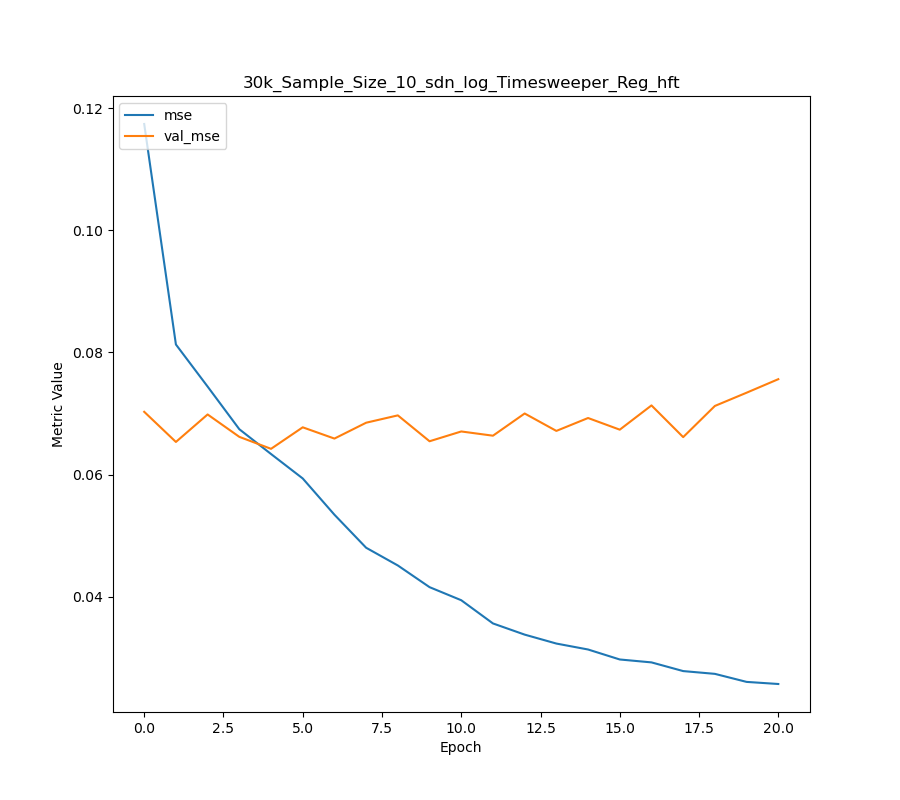 30k_Sample_Size_10_sdn_log_Timesweeper_Reg_hft
mse
val_mse
0.12
0.10
0.08
0.06
0.04
Metric Value
0.0 2.5 5.0 7.5 10.0 12.5 15.0 17.5 20.0
Epoch